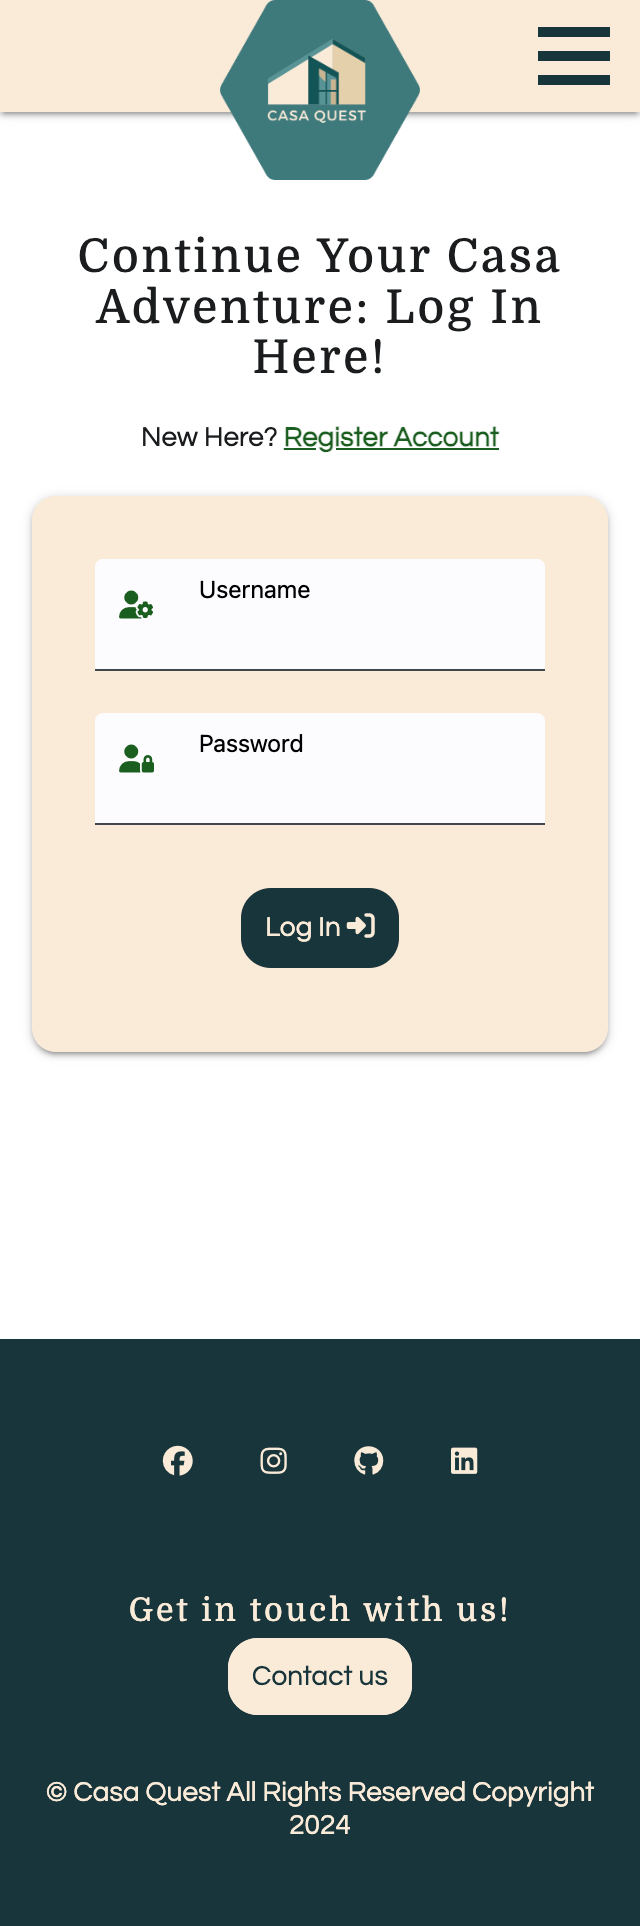 CASA QUEST
Continue Your Casa
Adventure: Log In
Here!
New Here? Register Account
Username
Password
Log In
Get in touch with us!
Contact us
© Casa Quest All Rights Reserved Copyright
2024